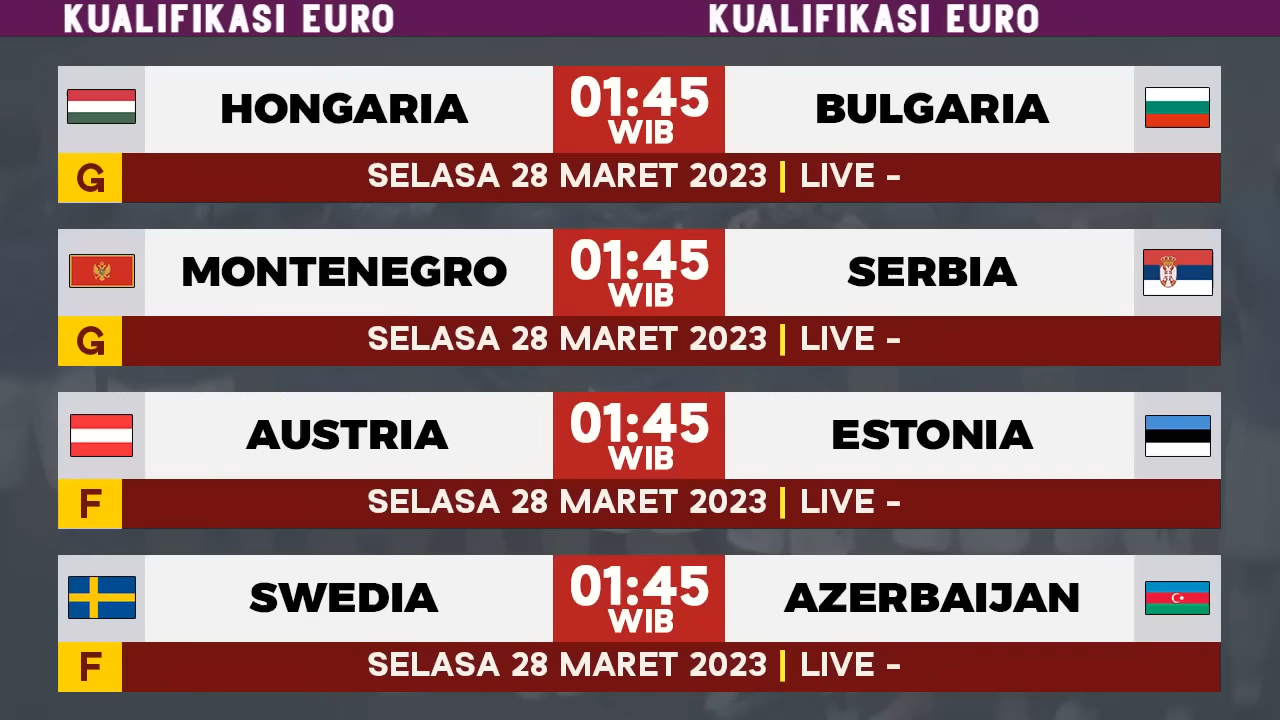 KUALIFIKASI EURO KUALIFIKASI EURO
HONGARIA 01:45 WIB BULGARIA
G SELASA 28 MARET 2023 | LIVE -
MONTENEGRO 01:45 WIB SERBIA
G SELASA 28 MARET 2023 | LIVE -
AUSTRIA 01:45 WIB ESTONIA
F SELASA 28 MARET 2023 | LIVE -
SWEDIA 01:45 WIB AZERBAIJAN
F SELASA 28 MARET 2023 | LIVE -